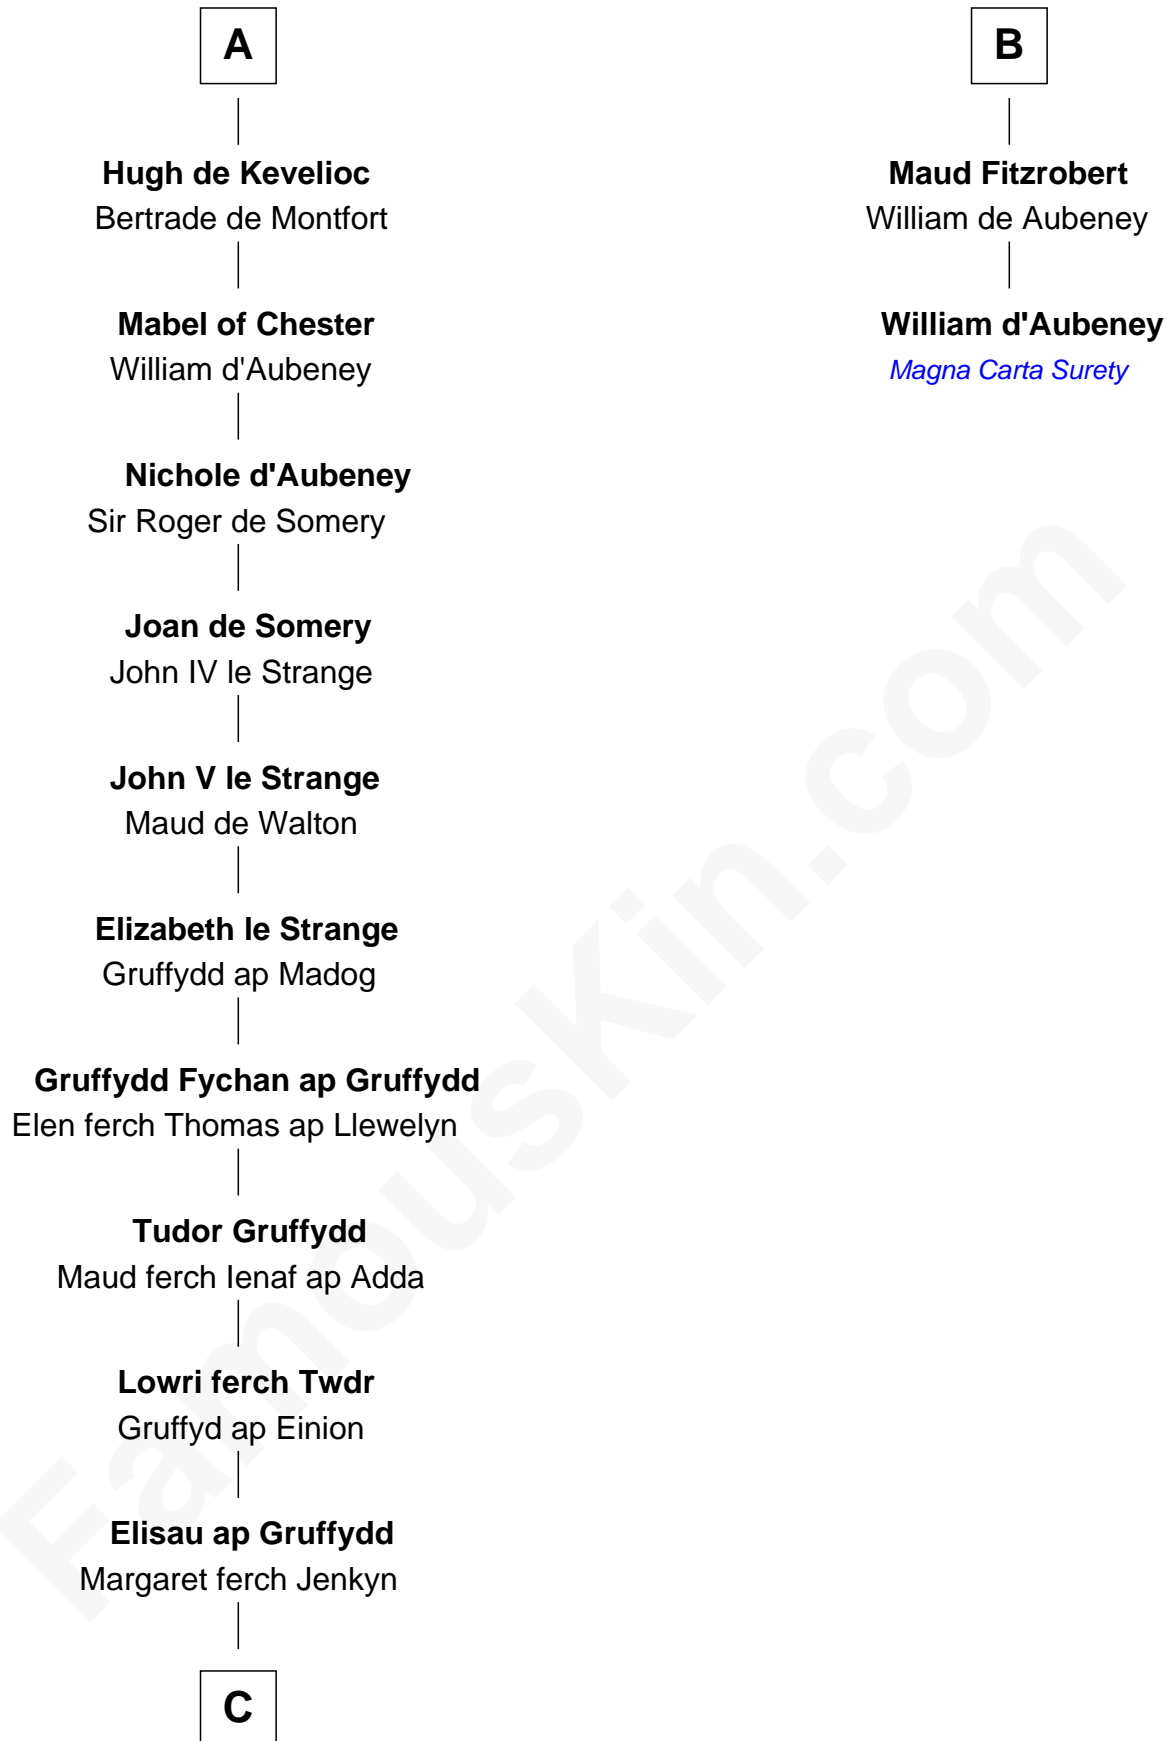 A
Hugh de Kevelioc
Bertrade de Montfort
Mabel of Chester
William d'Aubeney
Nichole d'Aubeney
Sir Roger de Somery
Joan de Somery
John IV le Strange
John V le Strange
Maud de Walton
Elizabeth le Strange
Gruffydd ap Madog
Gruffydd Fychan ap Gruffydd
Elen ferch Thomas ap Llewelyn
Tudor Gruffydd
Maud ferch Ienaf ap Adda
Lowri ferch Twdr
Gruffyd ap Einion
Elisau ap Gruffydd
Margaret ferch Jenkyn
C
B
Maud Fitzrobert
William de Aubeney
William d'Aubeney
Magna Carta Surety
FamousKin.com